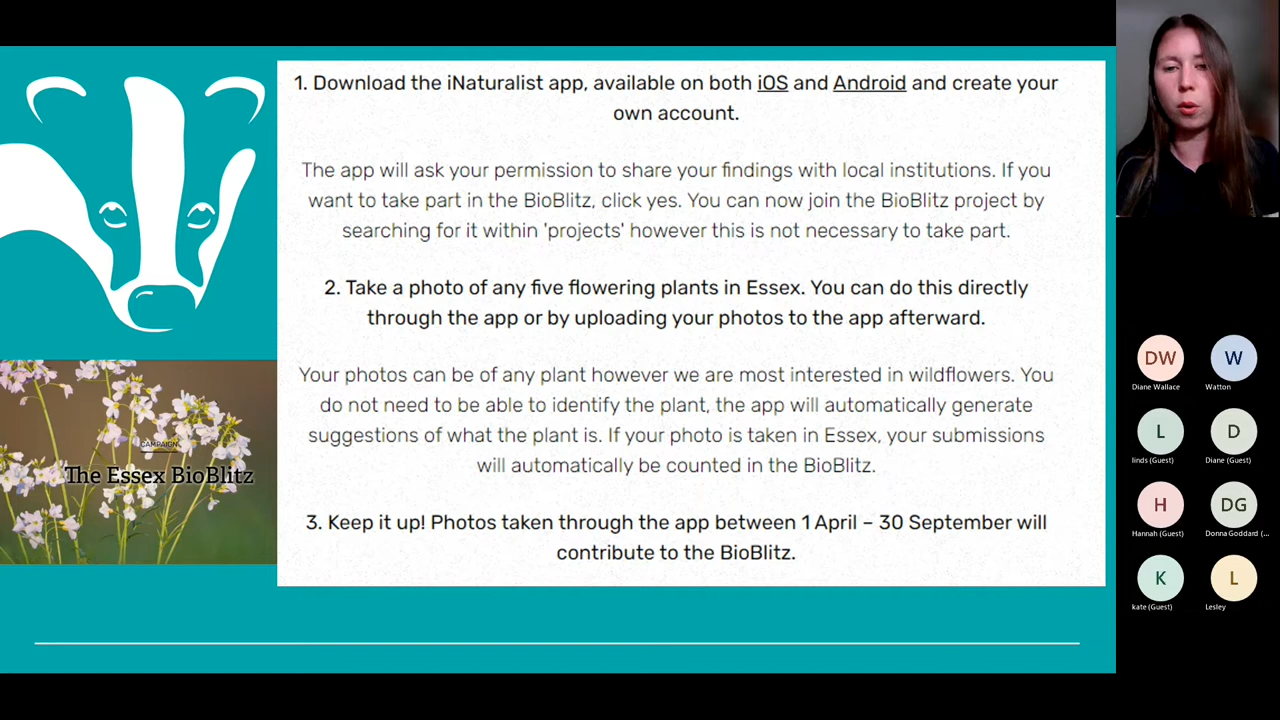 1. Download the iNaturalist app, available on both iOS and Android and create your
own account.
The app will ask your permission to share your findings with local institutions. If you
want to take part in the BioBlitz, click yes. You can now join the BioBlitz project by
searching for it within 'projects' however this is not necessary to take part.
2. Take a photo of any five flowering plants in Essex. You can do this directly
through the app or by uploading your photos to the app afterward.
Your photos can be of any plant however we are most interested in wildflowers. You
do not need to be able to identify the plant, the app will automatically generate
suggestions of what the plant is. If your photo is taken in Essex, your submissions
will automatically be counted in the BioBlitz.
3. Keep it up! Photos taken through the app between 1 April – 30 September will
contribute to the BioBlitz.
CAMPAIGN
The Essex BioBlitz
DW
W
Diane Wallace
Watton
L
D
linds (Guest)
Diane (Guest)
H
DG
Hannah (Guest)
Donna Goddard (...
K
L
kate (Guest)
Lesley